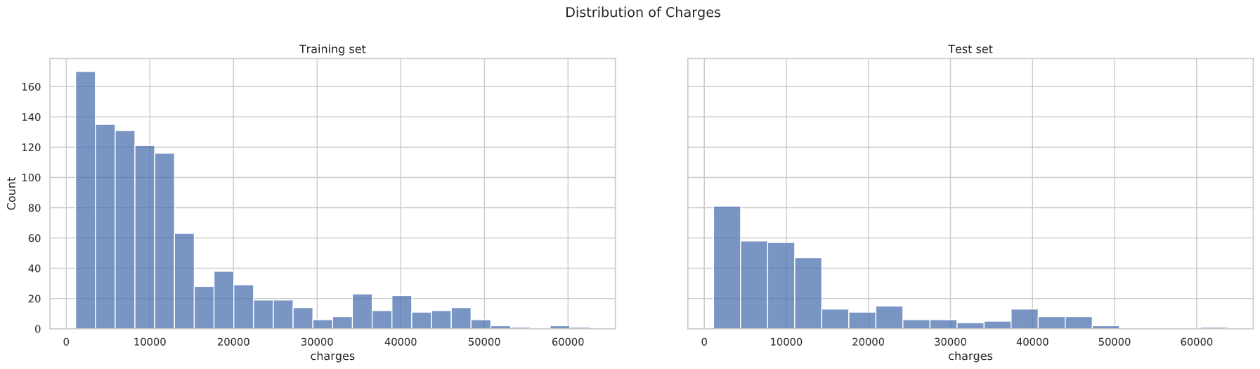 Distribution of Charges
Training set
Test set
160
140
120
100
80
60
40
20
0
Count
0 10000 20000 30000 40000 50000 60000
charges
0 10000 20000 30000 40000 50000 60000
charges